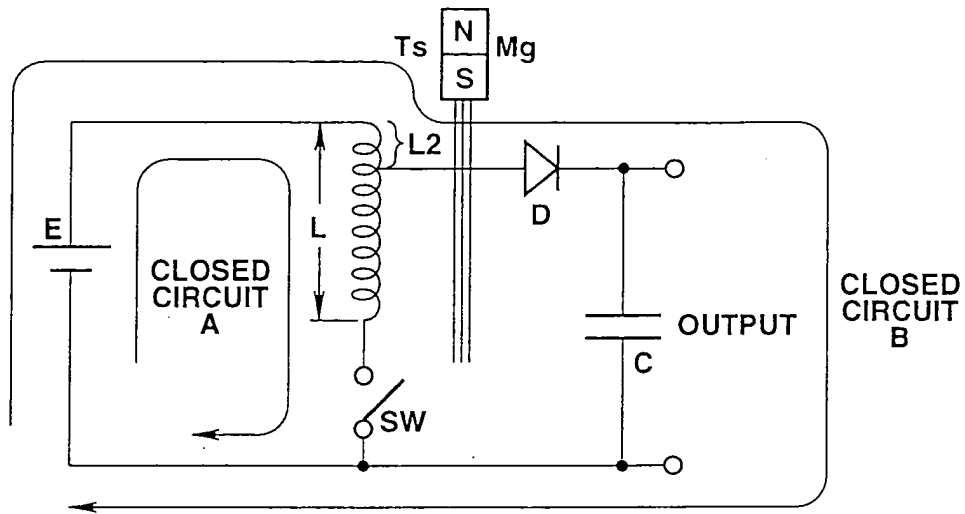 N
Ts
Mg
S
L2
E
L
D
CLOSED
CIRCUIT
A
CLOSED
CIRCUIT
B
OUTPUT
C
SW